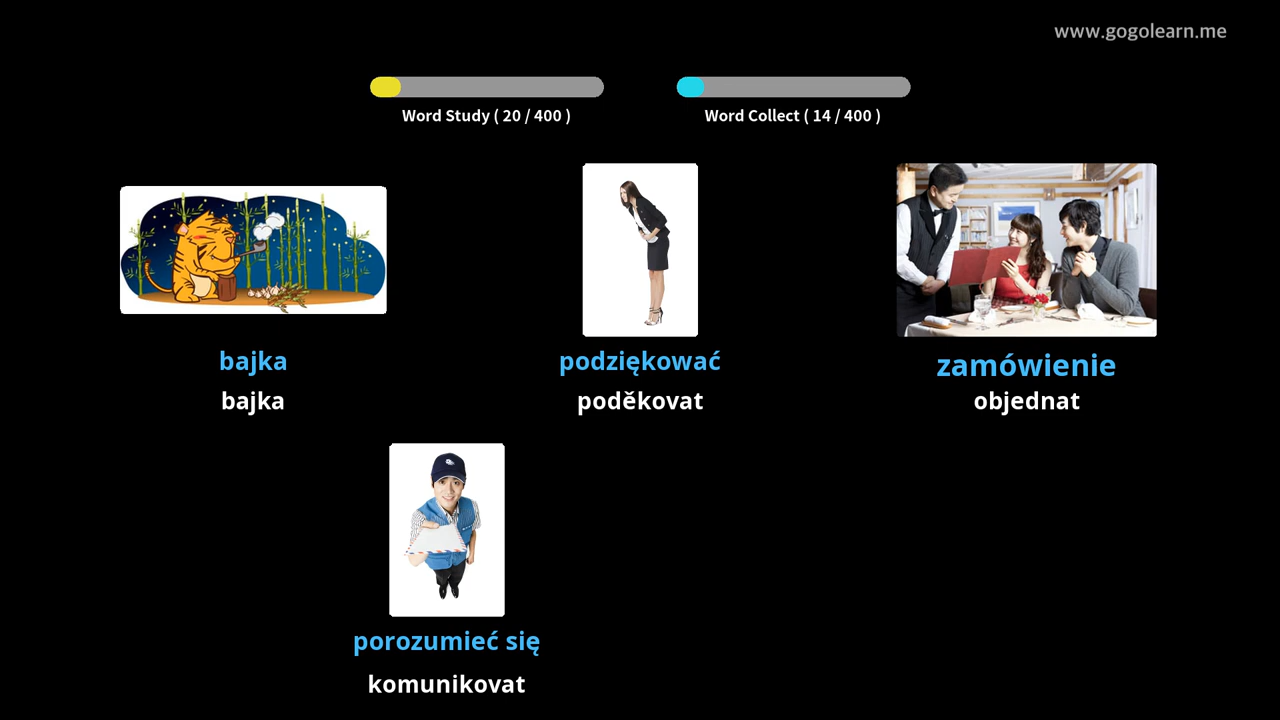 www.gogolearn.me
Word Study ( 20 / 400 )
Word Collect ( 14 / 400 )
bajka
bajka
podziękować
poděkovat
zamówienie
objednat
porozumieć się
komunikovat